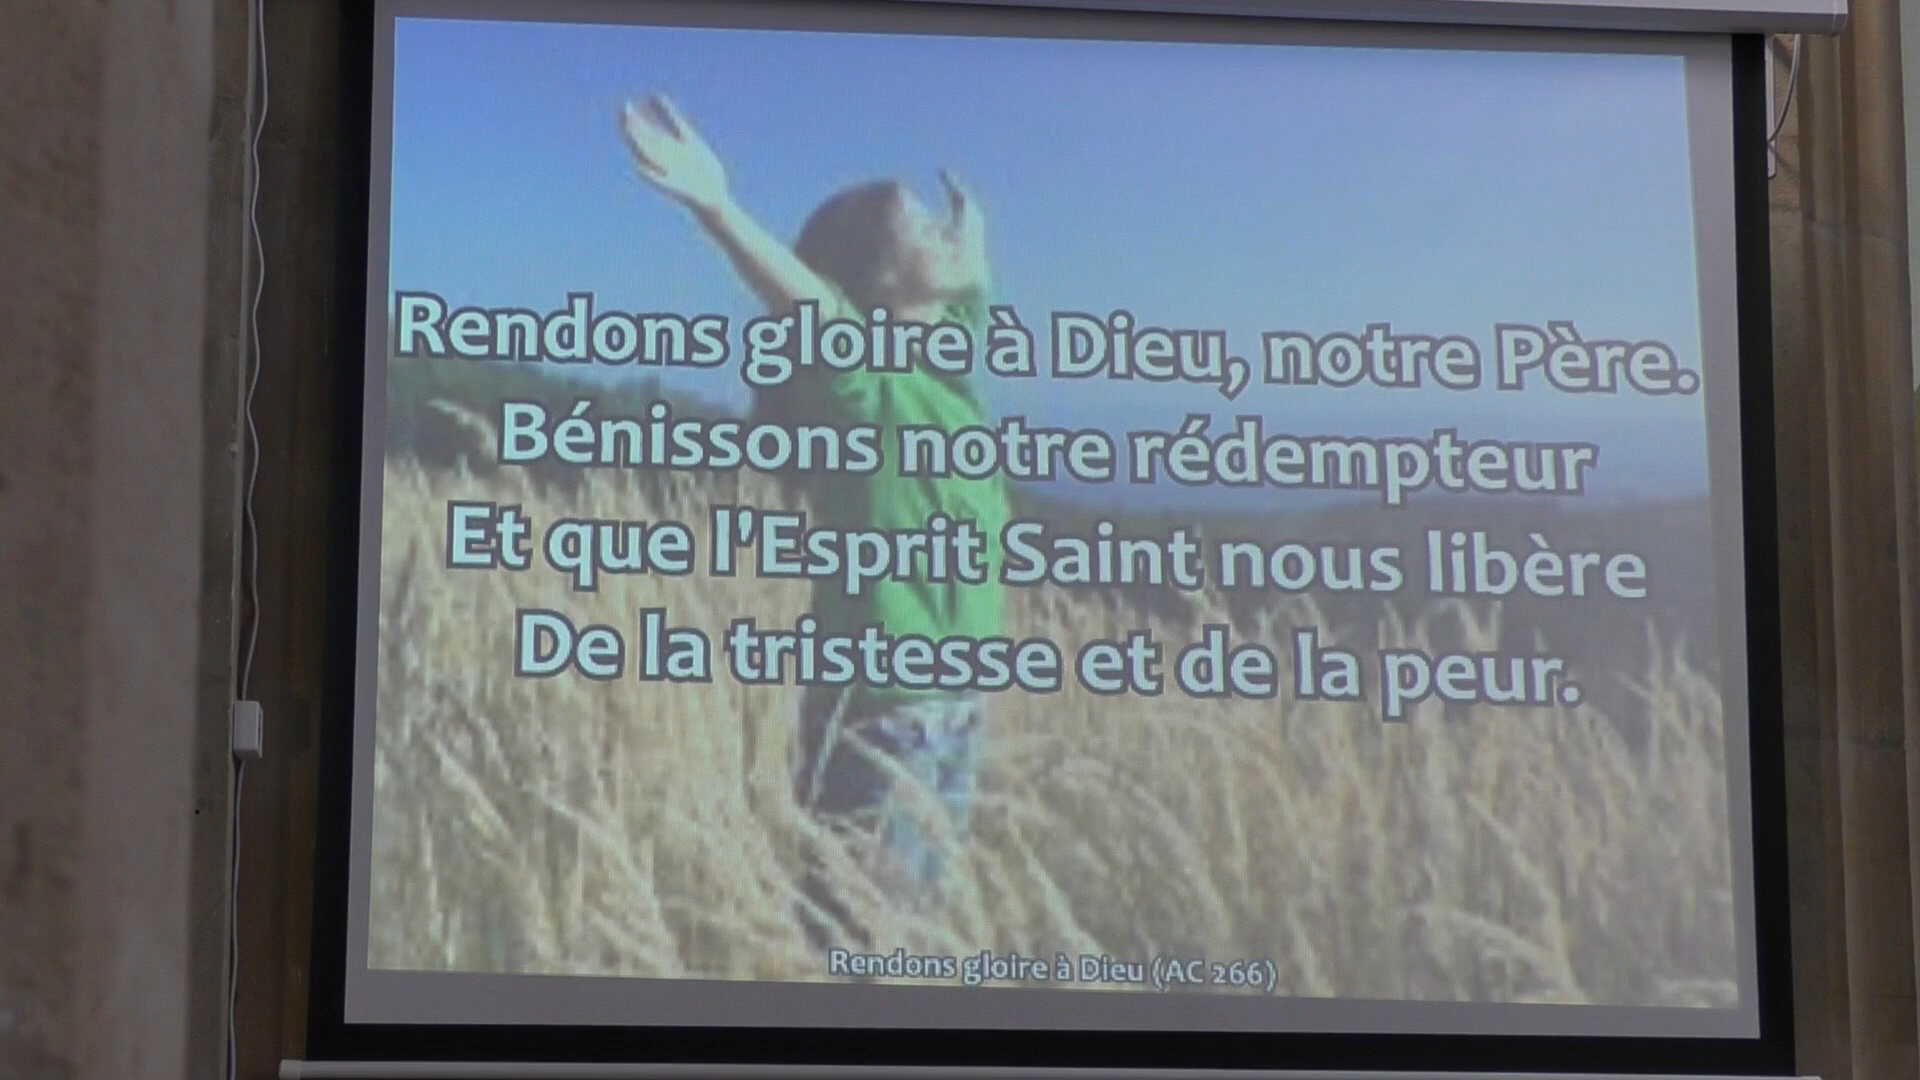 Rendons gloire à Dieu, notre Père.
Bénissons notre rédempteur
Et que l'Esprit Saint nous libère
De la tristesse et de la peur.
Rendons gloire à Dieu (AC 266)